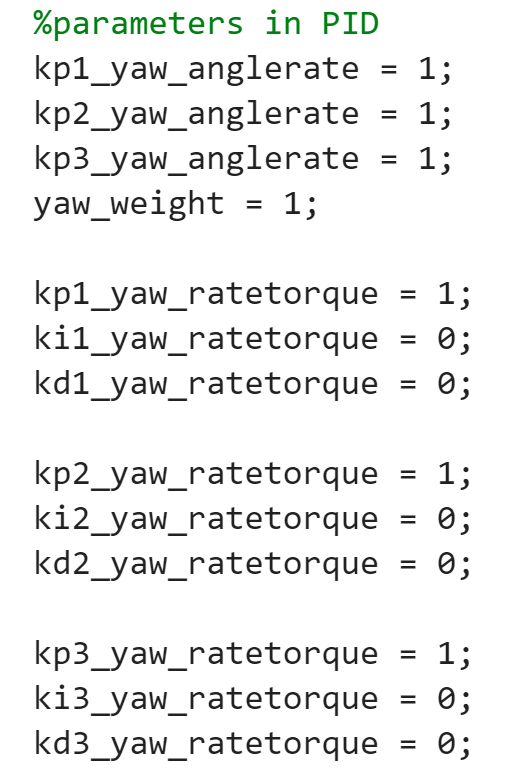 %parameters in PID
kp1_yaw_anglerate = 1;
kp2_yaw_anglerate = 1;
kp3_yaw_anglerate = 1;
yaw_weight = 1;
kp1_yaw_ratetorque = 1;
ki1_yaw_ratetorque = 0;
kd1_yaw_ratetorque = 0;
kp2_yaw_ratetorque = 1;
ki2_yaw_ratetorque = 0;
kd2_yaw_ratetorque = 0;
kp3_yaw_ratetorque = 1;
ki3_yaw_ratetorque = 0;
kd3_yaw_ratetorque = 0;